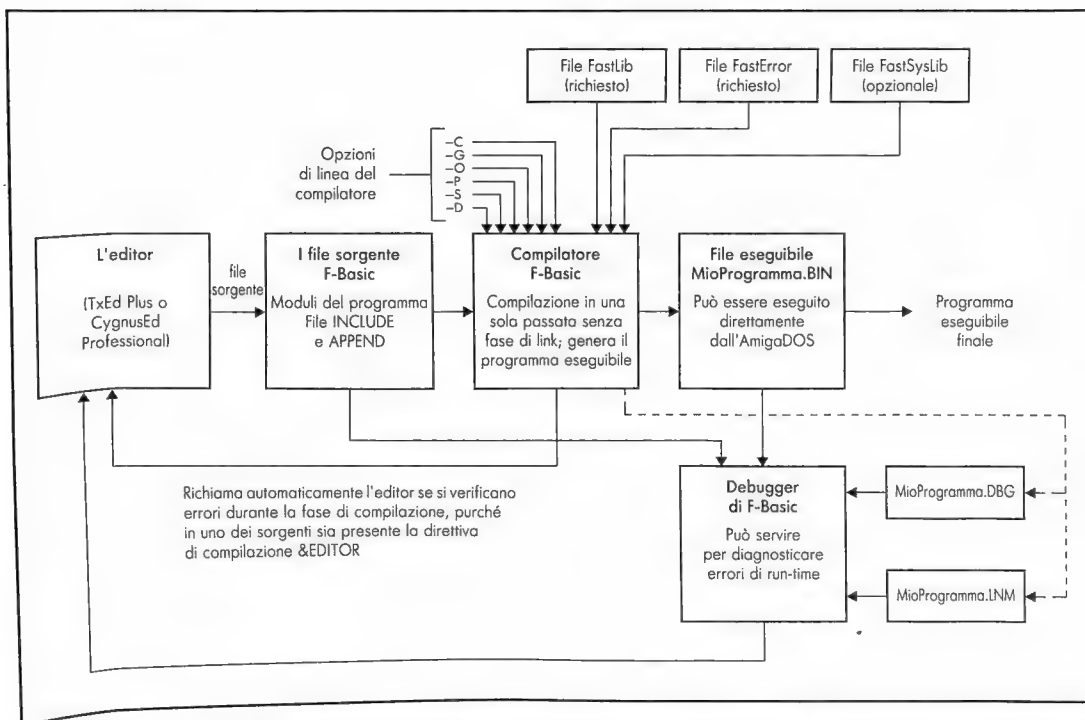 File FastLib
(richiesto)
File FastError
(richiesto)
File FastSysLib
(opzionale)
Opzioni
di linea del
compilatore
–C
–G
–O
–P
–S
–D
L'editor
(TxEd Plus o
CygnusEd
Professional)
file
sorgente
I file sorgente
F-Basic
Moduli del programma
File INCLUDE
e APPEND
Compilatore
F-Basic
Compilazione in una
sola passata senza
fase di link; genera il
programma eseguibile
File eseguibile
MioProgramma.BIN
Può essere eseguito
direttamente
dall'AmigaDOS
Programma
eseguibile
finale
Richiama automaticamente l'editor se si verificano
errori durante la fase di compilazione, purché
in uno dei sorgenti sia presente la direttiva
di compilazione &EDITOR
Debugger
di F-Basic
Può servire
per diagnosticare
errori di run-time
MioProgramma.DBG
MioProgramma.LNM